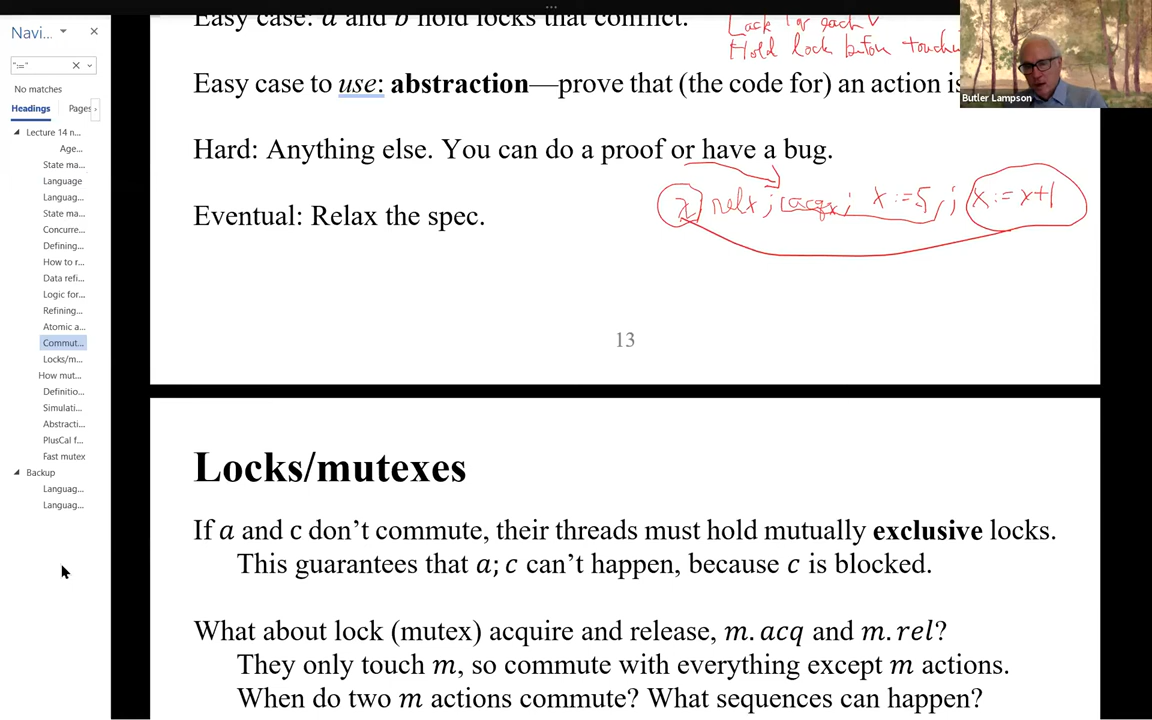 ...
Navi...
":="
No matches
Headings
Pages
Lecture 14 n...
Age...
State ma...
Language
Languag...
State ma...
Concurre...
Defining...
How to r...
Data refi...
Logic for...
Refining...
Atomic a...
Commut...
Locks/m...
How mut...
Definitio...
Simulati...
Abstracti...
PlusCal f...
Fast mutex
Backup
Languag...
Languag...
Easy case: a and b hold locks that conflict.
Hold lock before touch
Butler Lampson
Easy case to use: abstraction—prove that (the code for) an action is
Hard: Anything else. You can do a proof or have a bug.
relx; acqx; x:=5; ; x:=x+1
Eventual: Relax the spec.
13
Locks/mutexes
If a and c don’t commute, their threads must hold mutually exclusive locks.
This guarantees that a; c can’t happen, because c is blocked.
What about lock (mutex) acquire and release, m. acq and m. rel?
They only touch m, so commute with everything except m actions.
When do two m actions commute? What sequences can happen?